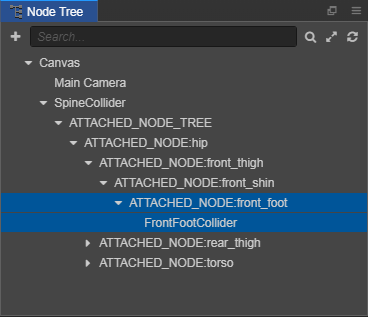 Node Tree
Search...
Canvas
Main Camera
SpineCollider
ATTACHED_NODE_TREE
ATTACHED_NODE:hip
ATTACHED_NODE:front_thigh
ATTACHED_NODE:front_shin
ATTACHED_NODE:front_foot
FrontFootCollider
ATTACHED_NODE:rear_thigh
ATTACHED_NODE:torso